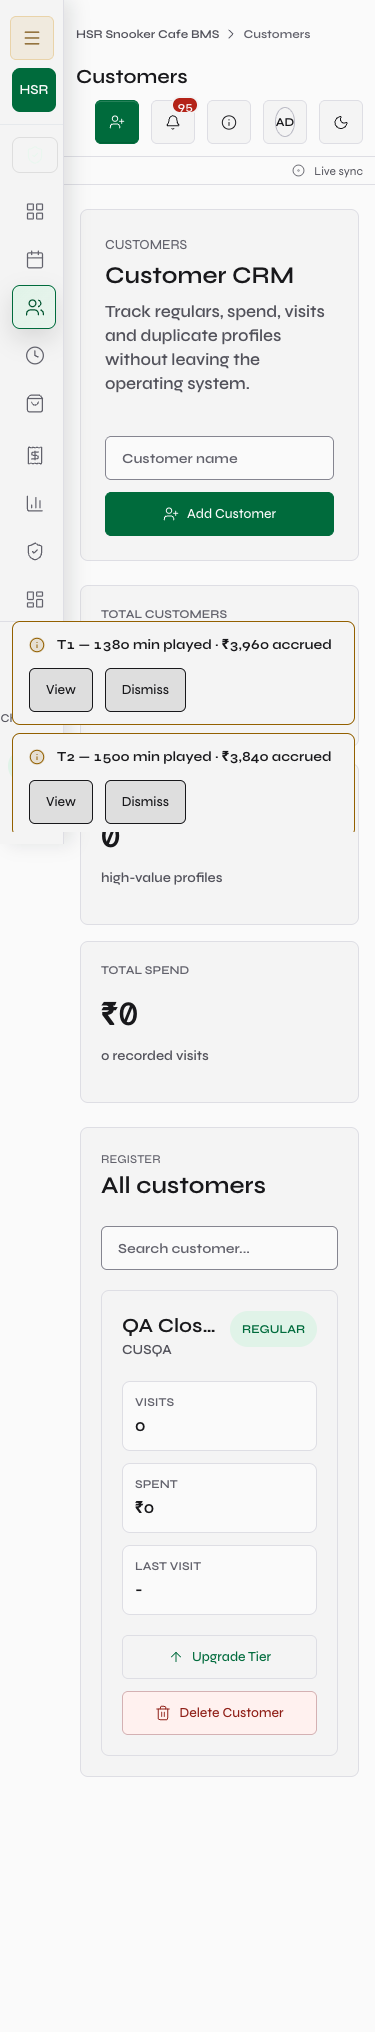 HSR Snooker Cafe BMS > Customers
HSR
Customers
95
AD
Live sync
CUSTOMERS
Customer CRM
Track regulars, spend, visits
and duplicate profiles
without leaving the
operating system.
Customer name
Add Customer
TOTAL CUSTOMERS
T1 — 1380 min played · ₹3,960 accrued
View
Dismiss
T2 — 1500 min played · ₹3,840 accrued
View
Dismiss
0
high-value profiles
TOTAL SPEND
₹0
0 recorded visits
REGISTER
All customers
Search customer...
QA Clos...
REGULAR
CUSQA
VISITS
0
SPENT
₹0
LAST VISIT
-
Upgrade Tier
Delete Customer